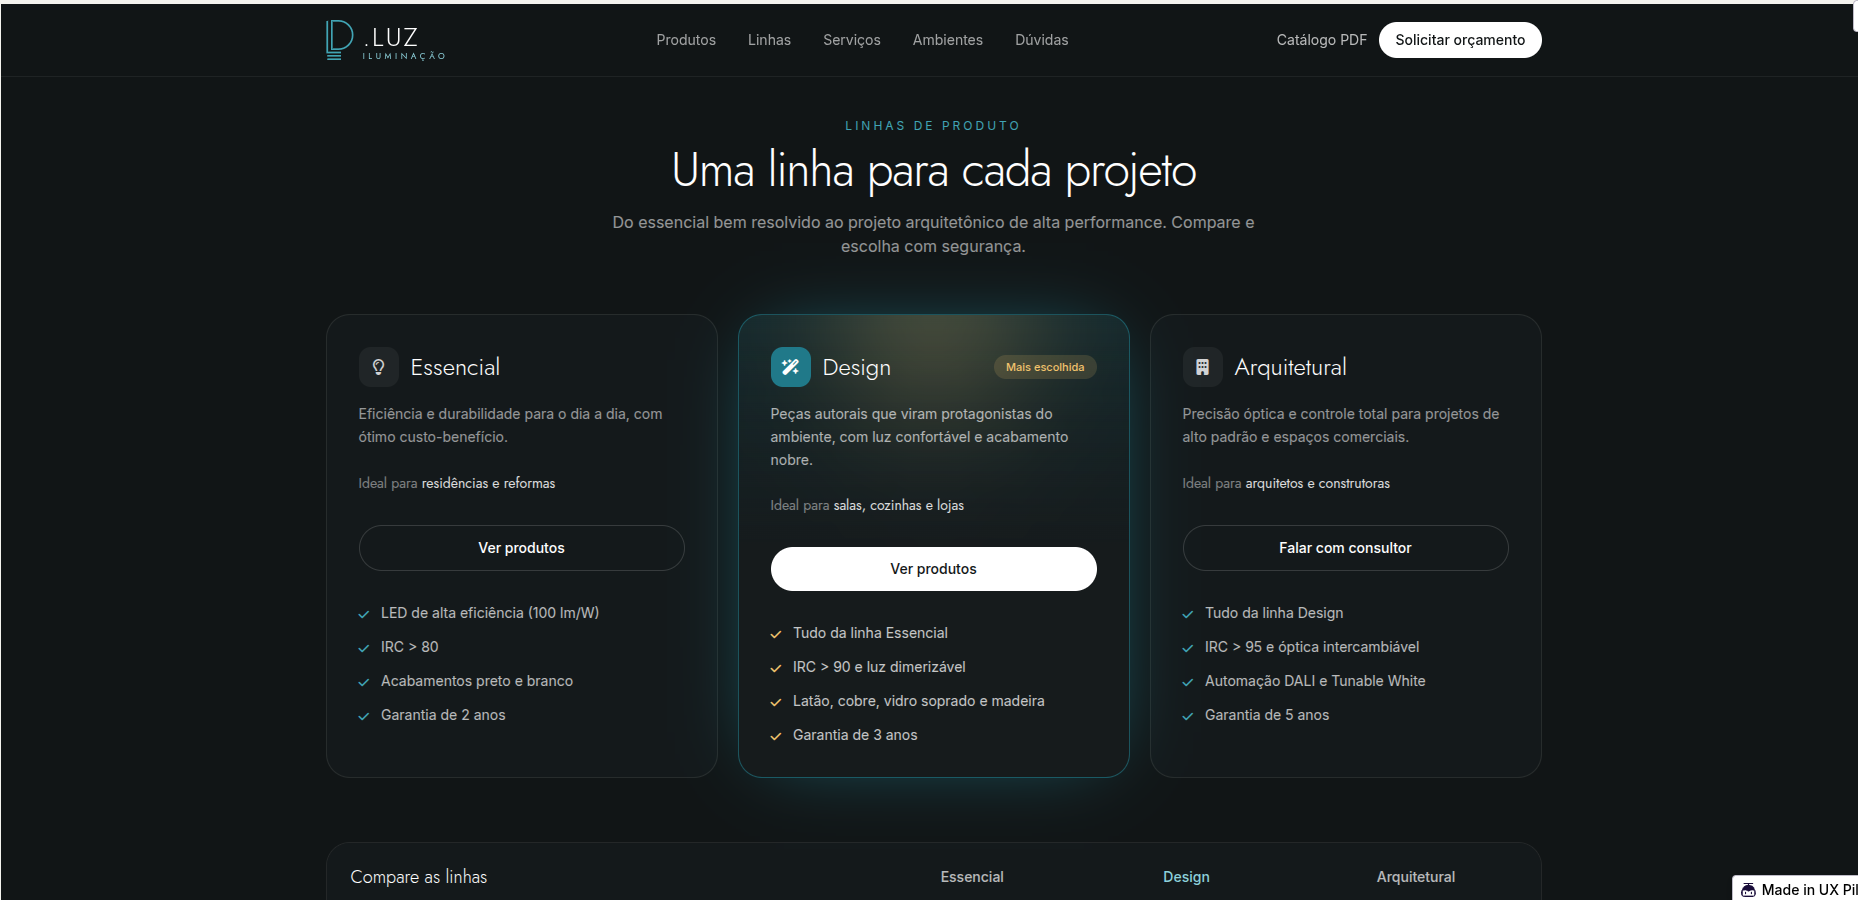 D .LUZ
ILUMINAÇÃO
Produtos
Linhas
Serviços
Ambientes
Dúvidas
Catálogo PDF
Solicitar orçamento
LINHAS DE PRODUTO
Uma linha para cada projeto
Do essencial bem resolvido ao projeto arquitetônico de alta performance. Compare e
escolha com segurança.
Essencial
Eficiência e durabilidade para o dia a dia, com
ótimo custo-benefício.
Ideal para residências e reformas
Ver produtos
LED de alta eficiência (100 lm/W)
IRC > 80
Acabamentos preto e branco
Garantia de 2 anos
Design
Mais escolhida
Peças autorais que viram protagonistas do
ambiente, com luz confortável e acabamento
nobre.
Ideal para salas, cozinhas e lojas
Ver produtos
Tudo da linha Essencial
IRC > 90 e luz dimerizável
Latão, cobre, vidro soprado e madeira
Garantia de 3 anos
Arquitetural
Precisão óptica e controle total para projetos de
alto padrão e espaços comerciais.
Ideal para arquitetos e construtoras
Falar com consultor
Tudo da linha Design
IRC > 95 e óptica intercambiável
Automação DALI e Tunable White
Garantia de 5 anos
Compare as linhas
Essencial
Design
Arquitetural
Made in UX Pil